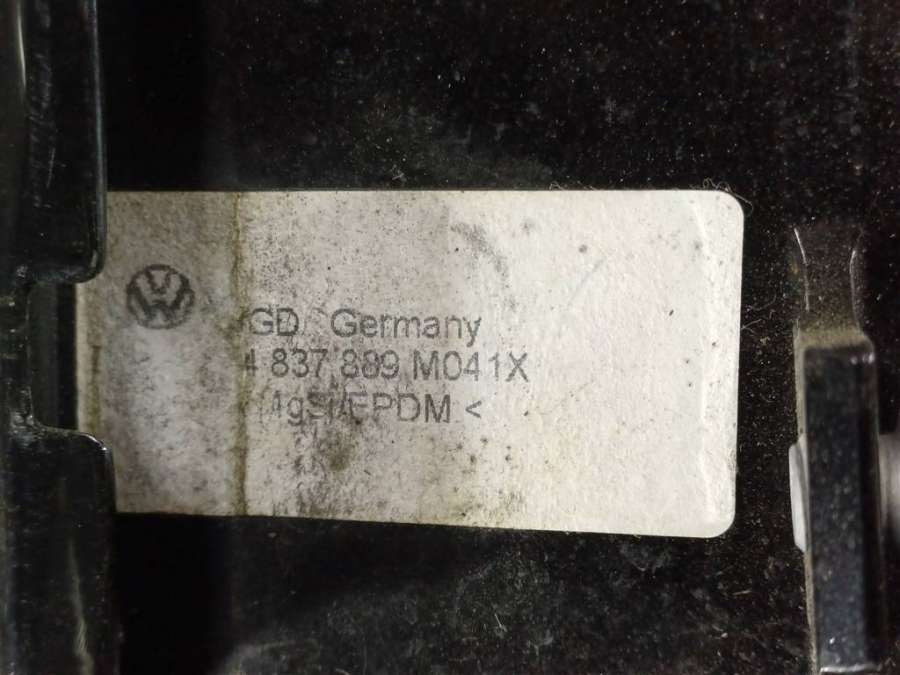 GD Germany
4 837 889 M041X
EPDM <